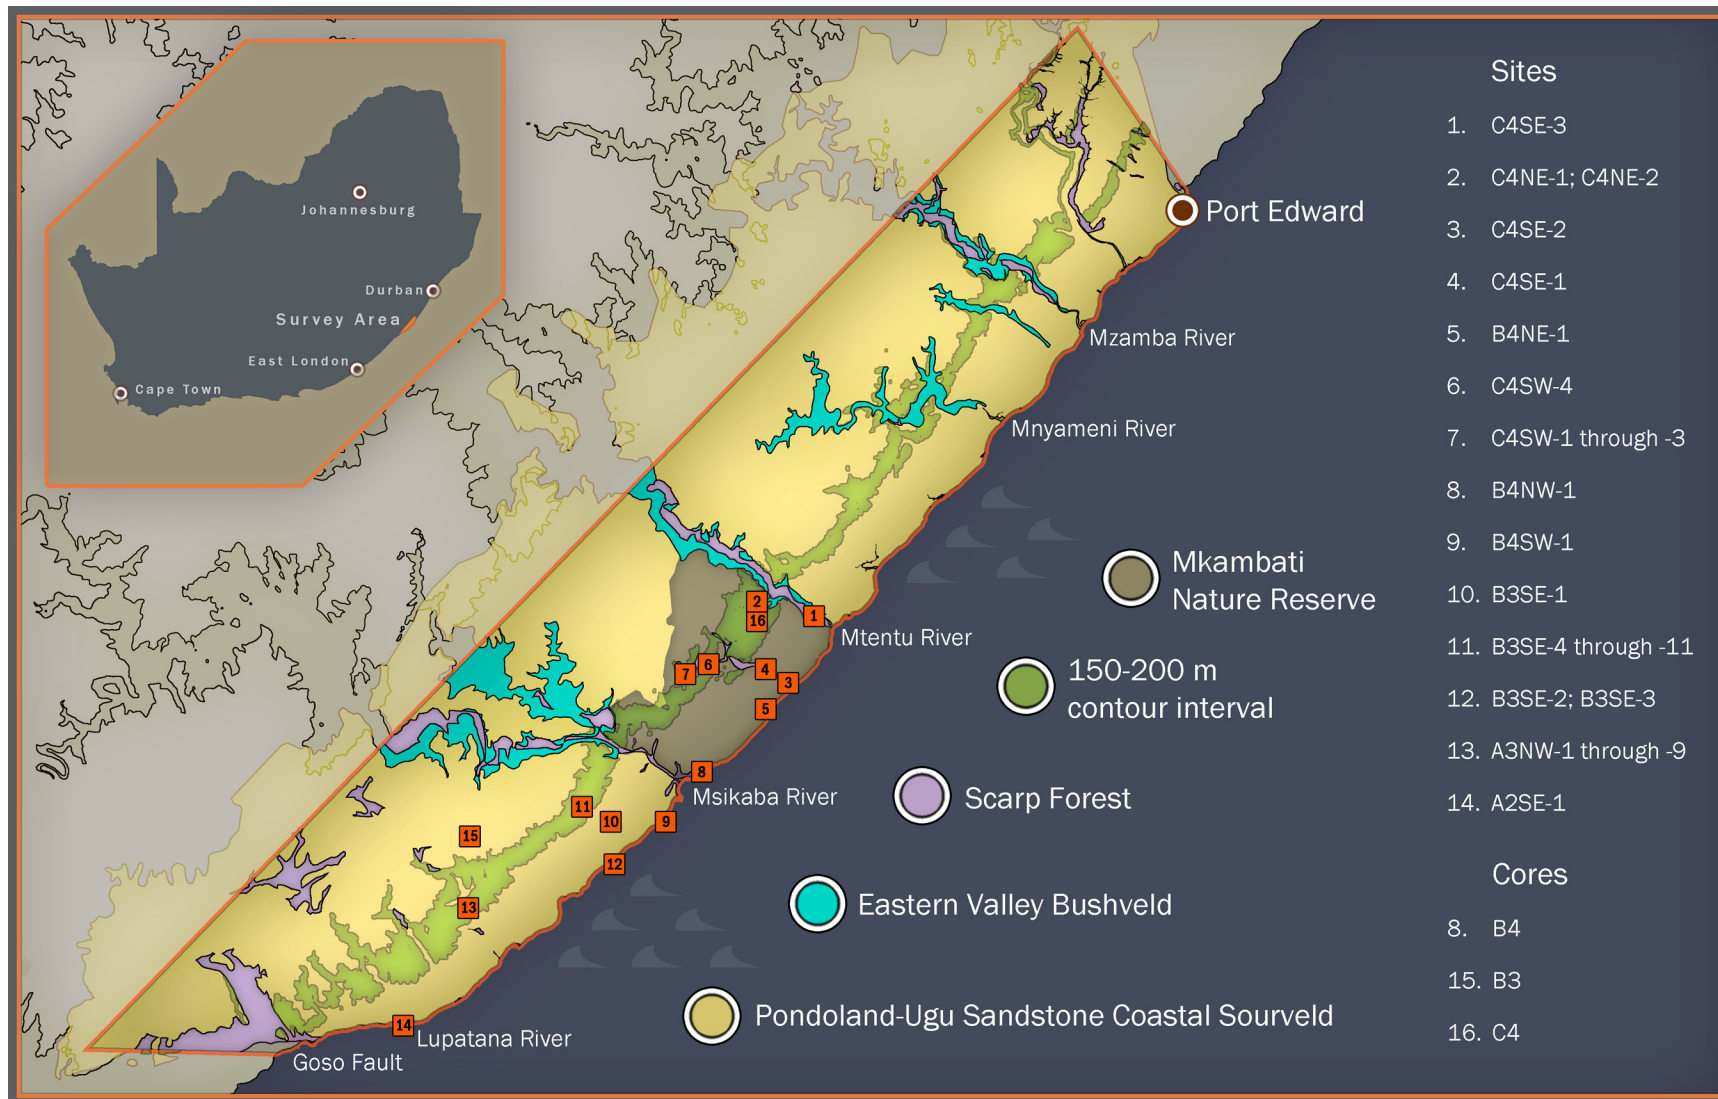 Johannesburg
Durban
Survey Area
East London
Cape Town
Port Edward
Mzamba River
Mnyameni River
Mtentu River
Msikaba River
Lupatana River
Goso Fault
2
16
1
6
7
4
3
5
8
11
10
9
15
12
13
14
Mkambati
Nature Reserve
150-200 m
contour interval
Scarp Forest
Eastern Valley Bushveld
Pondoland-Ugu Sandstone Coastal Sourveld
Sites
1. C4SE-3
2. C4NE-1; C4NE-2
3. C4SE-2
4. C4SE-1
5. B4NE-1
6. C4SW-4
7. C4SW-1 through -3
8. B4NW-1
9. B4SW-1
10. B3SE-1
11. B3SE-4 through -11
12. B3SE-2; B3SE-3
13. A3NW-1 through -9
14. A2SE-1
Cores
8. B4
15. B3
16. C4